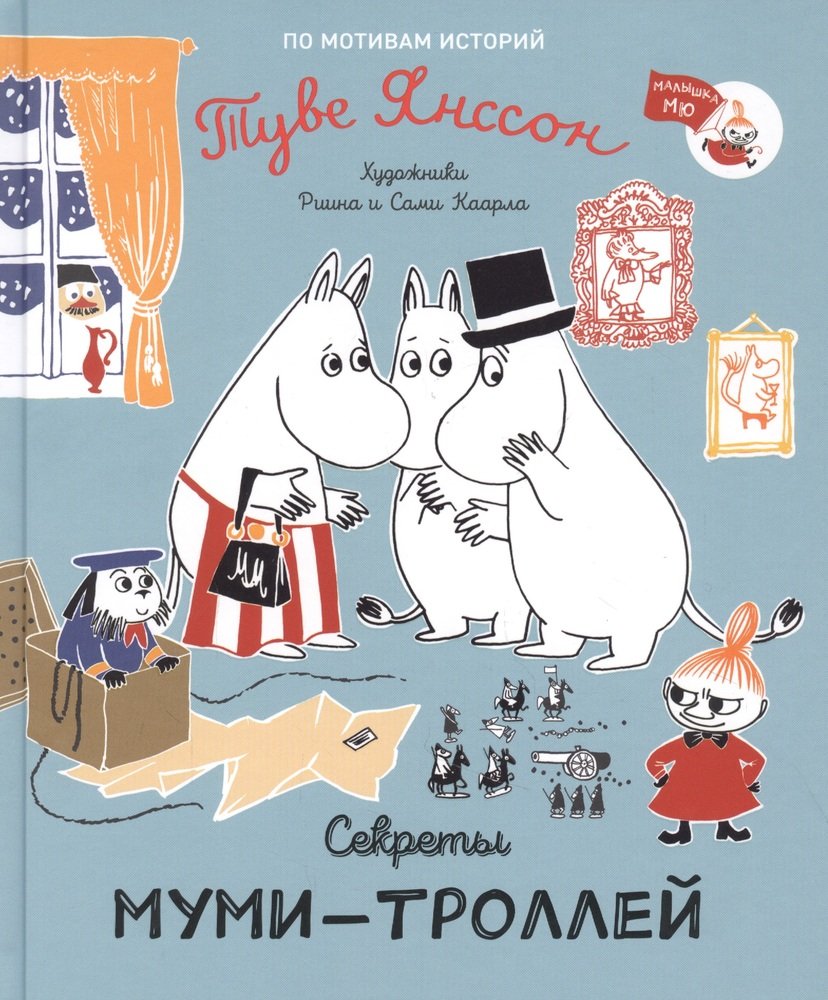 ПО МОТИВАМ ИСТОРИЙ
Туве Янссон
Художники
Риина и Сами Каарла
МАЛЫШКА
МЮ
ММ
Секреты
МУМИ–ТРОЛЛЕЙ